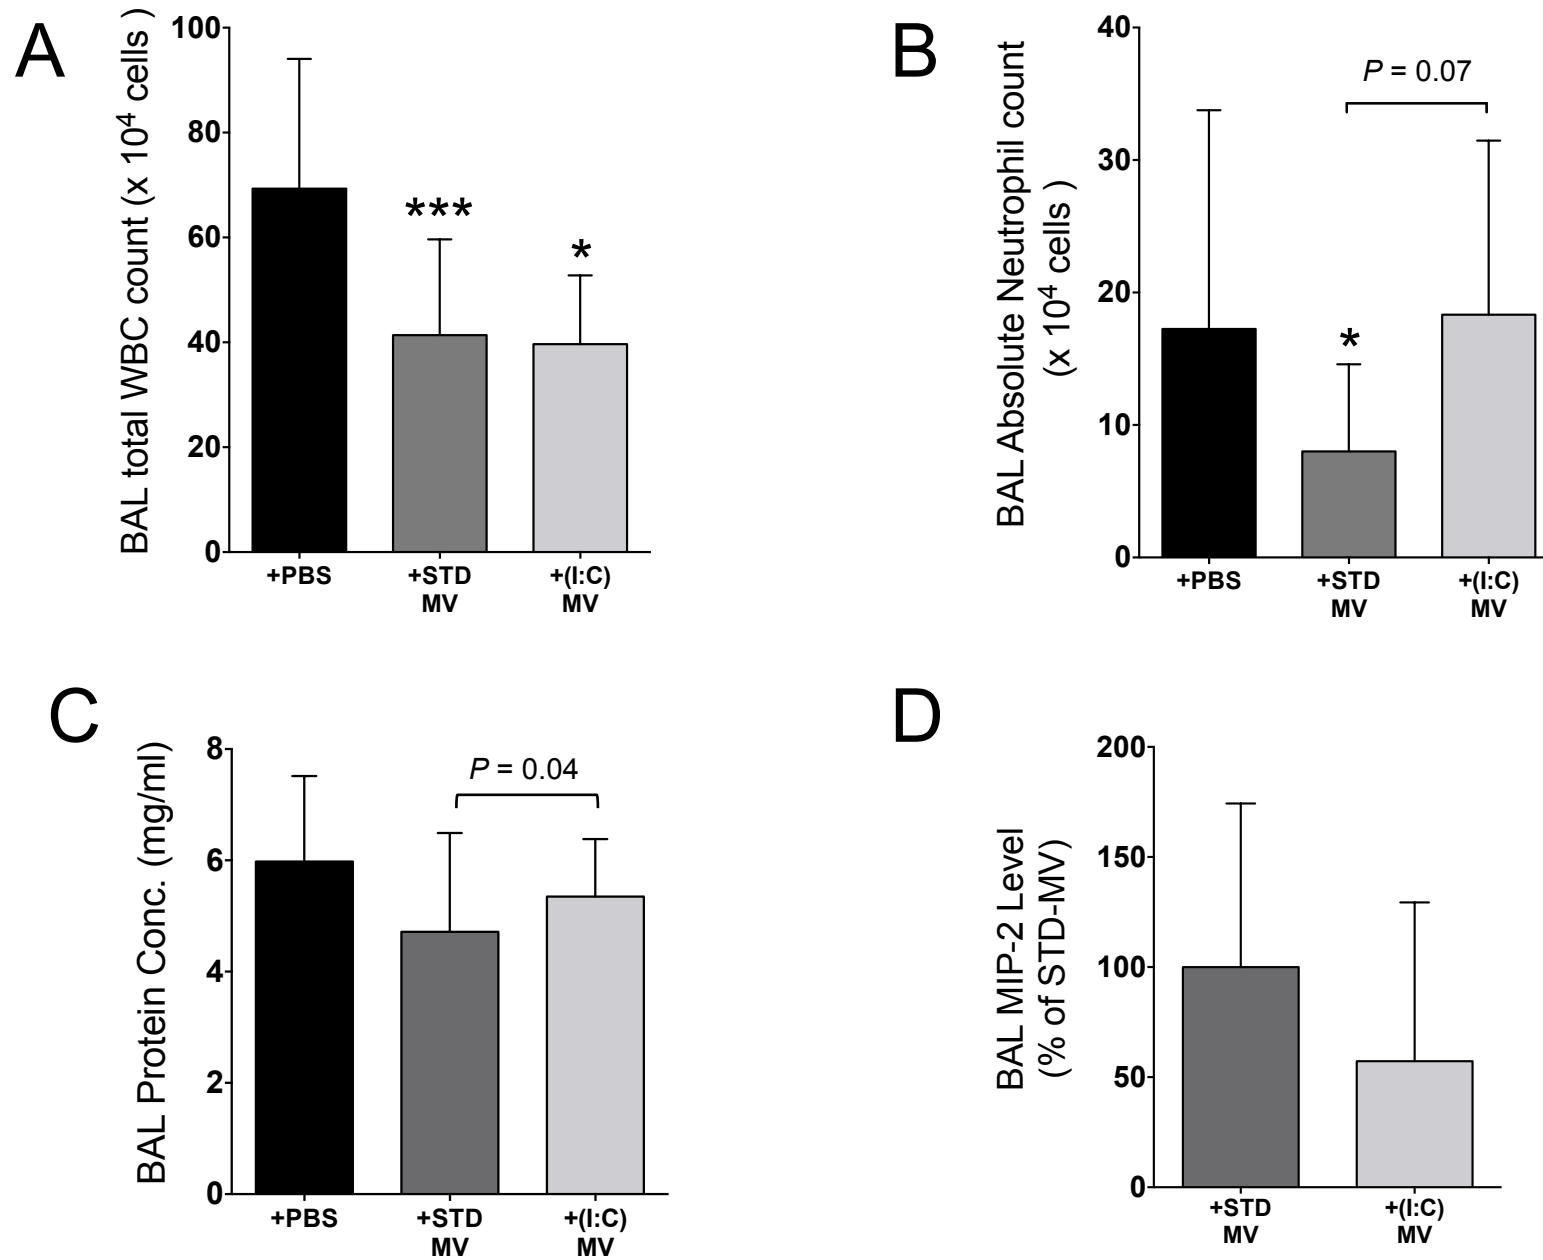 A
BAL total WBC count (x 10⁴ cells )
100
80
60
40
20
0
***
*
+PBS
+STD
MV
+(I:C)
MV
B
BAL Absolute Neutrophil count
(x 10⁴ cells )
40
30
20
10
0
P = 0.07
*
+PBS
+STD
MV
+(I:C)
MV
C
BAL Protein Conc. (mg/ml)
8
6
4
2
0
P = 0.04
+PBS
+STD
MV
+(I:C)
MV
D
BAL MIP-2 Level
(% of STD-MV)
200
150
100
50
0
+STD
MV
+(I:C)
MV